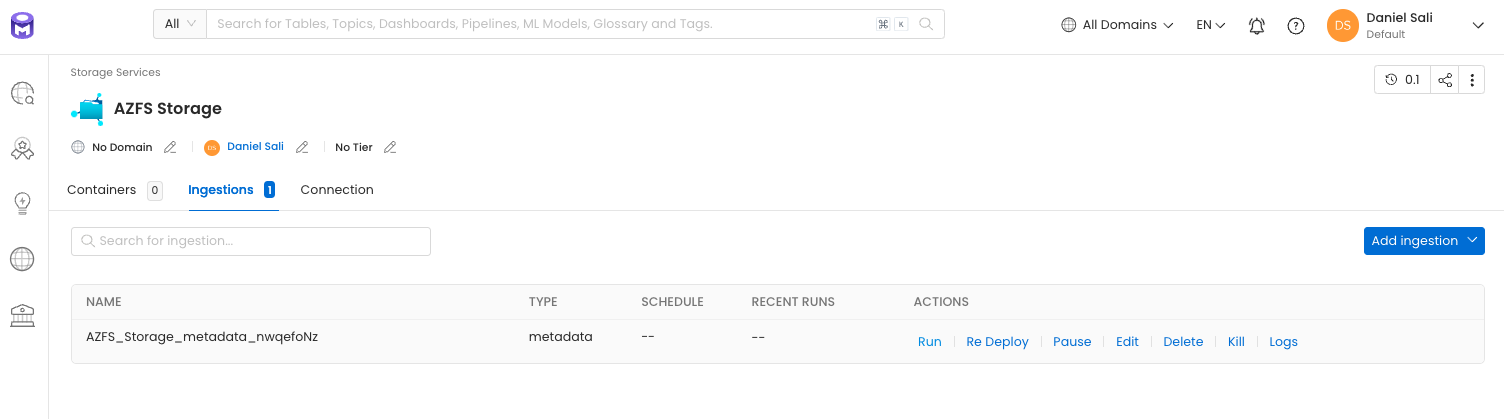 All
Search for Tables, Topics, Dashboards, Pipelines, ML Models, Glossary and Tags.
⌘ K
All Domains
EN
DS
Daniel Sali
Default
Storage Services
0.1
AZFS Storage
No Domain
DS Daniel Sali
No Tier
Containers 0
Ingestions 1
Connection
Search for ingestion...
Add ingestion
NAME TYPE SCHEDULE RECENT RUNS ACTIONS
AZFS_Storage_metadata_nwqefoNz metadata -- -- Run Re Deploy Pause Edit Delete Kill Logs